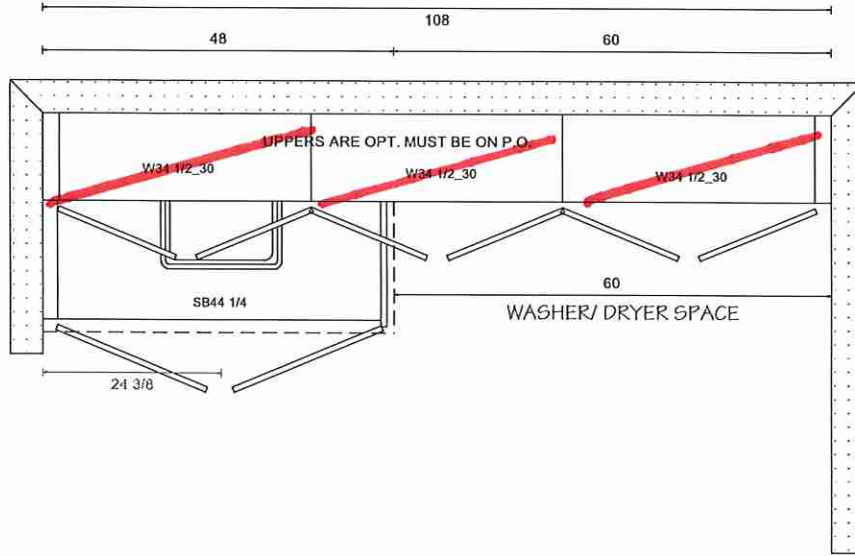 108
48 60
UPPERS ARE OPT. MUST BE ON P.O.
W34 1/2_30 W34 1/2_30 W34 1/2_30
60
SB44 1/4
WASHER/ DRYER SPACE
24 3/8